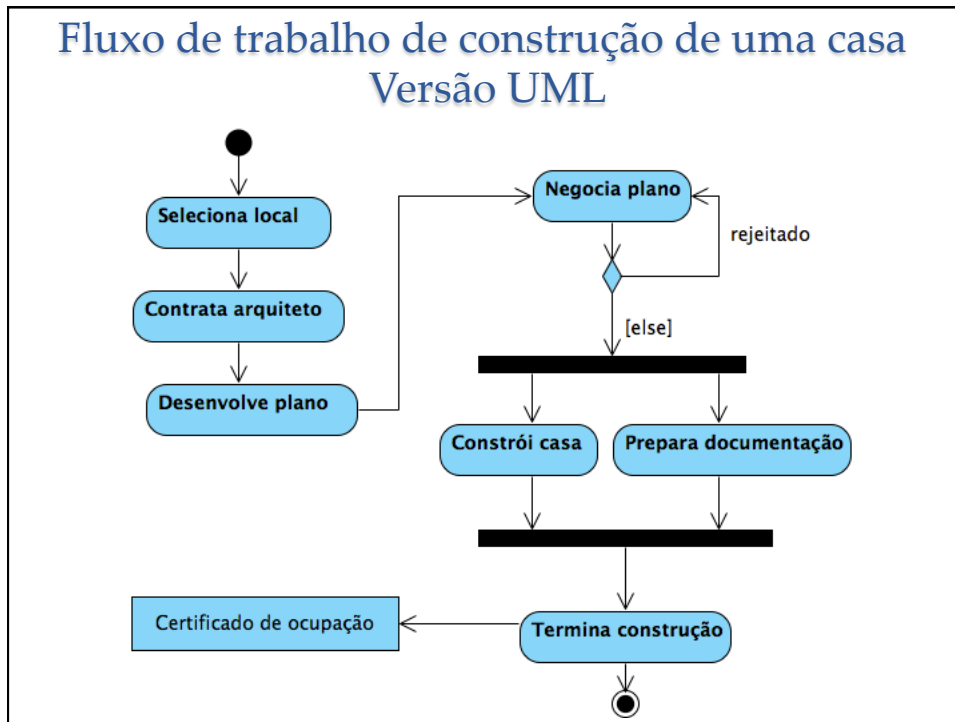 Fluxo de trabalho de construção de uma casa
Versão UML
Seleciona local
Contrata arquiteto
Desenvolve plano
Negocia plano
rejeitado
[else]
Constrói casa
Prepara documentação
Termina construção
Certificado de ocupação